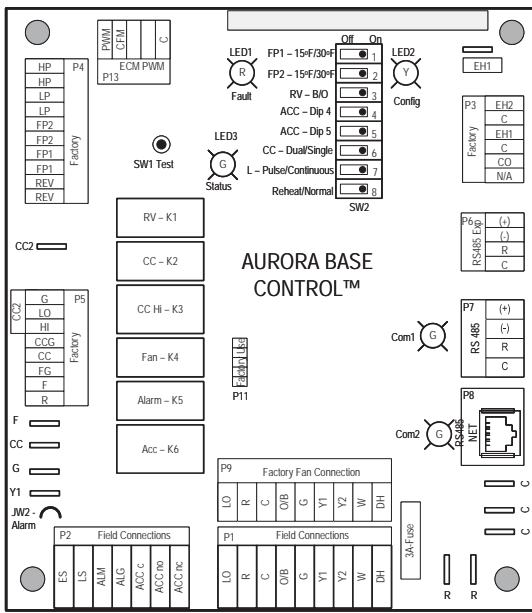 PWM
CFM
C
ECM PWM
P13
Off On
LED1
R
Fault
FP1 – 15ºF/30ºF 1
FP2 – 15ºF/30ºF 2
RV – B/O 3
ACC – Dip 4 4
ACC – Dip 5 5
CC – Dual/Single 6
L – Pulse/Continuous 7
Reheat/Normal 8
SW2
LED2
Y
Config
EH1
P4
HP
HP
LP
LP
FP2
FP2
FP1
FP1
REV
REV
Factory
SW1 Test
LED3
G
Status
P3
Factory
EH2
C
EH1
C
CO
N/A
P6
RS485 Exp
(+)
(-)
R
C
CC2
RV – K1
CC – K2
CC Hi – K3
Fan – K4
Alarm – K5
Acc – K6
AURORA BASE
CONTROL™
CC2
P5
G
LO
HI
CCG
CC
FG
F
R
Factory
Factory Use
P11
Com1
G
P7
RS 485
(+)
(-)
R
C
Com2
G
P8
RS485
NET
F
CC
G
Y1
JW2 -
Alarm
P9
Factory Fan Connection
LO
R
C
O/B
G
Y1
Y2
W
DH
3A-Fuse
C
C
C
P2
Field Connections
ES
LS
ALM
ALG
ACC c
ACC no
ACC nc
P1
Field Connections
LO
R
C
O/B
G
Y1
Y2
W
DH
R
R